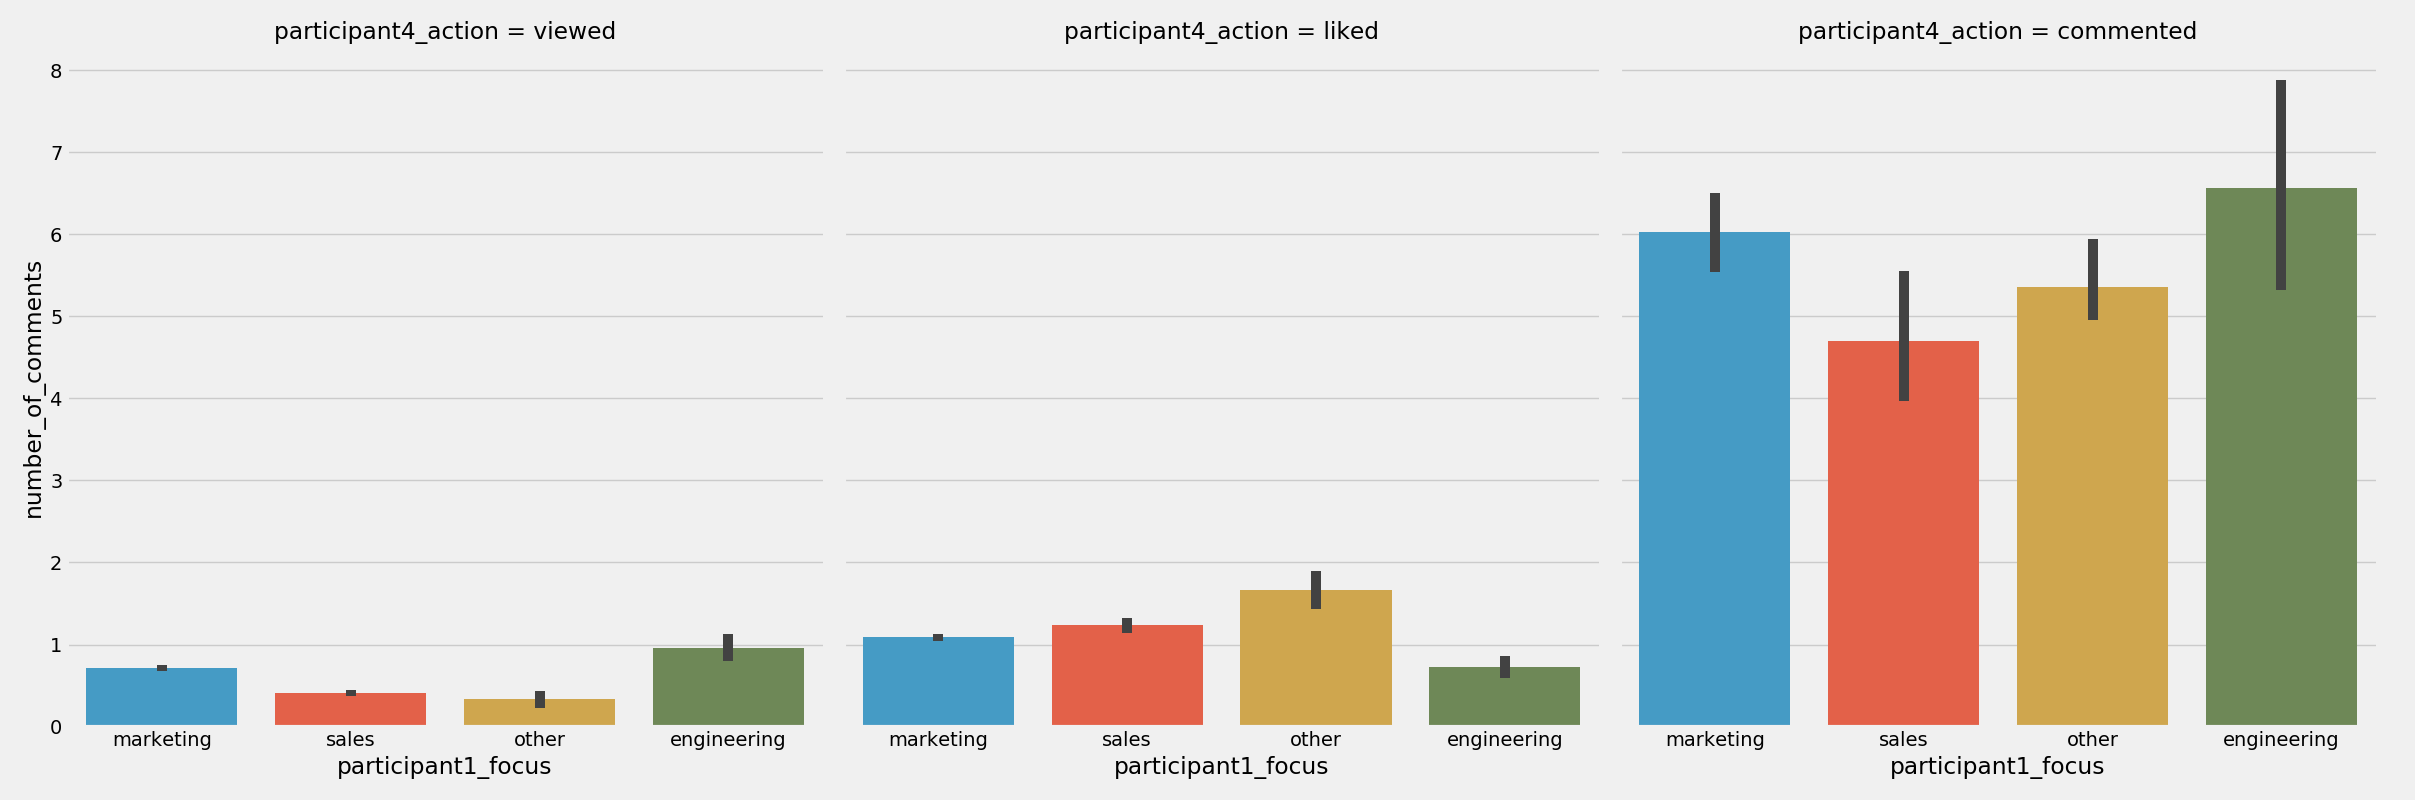 participant4_action = viewed
participant4_action = liked
participant4_action = commented
number_of_comments
8
7
6
5
4
3
2
1
0
marketing sales other engineering
participant1_focus
marketing sales other engineering
participant1_focus
marketing sales other engineering
participant1_focus